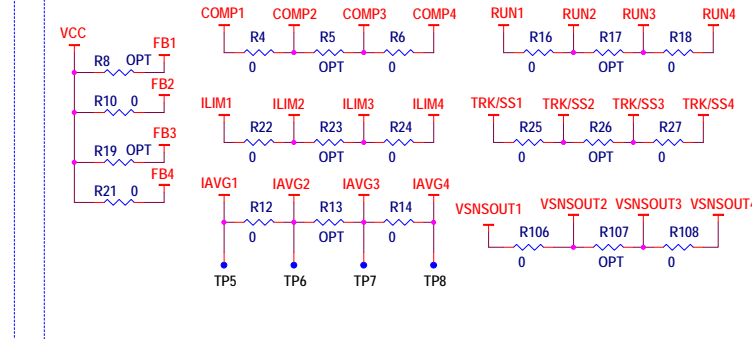 VCC
FB1
R8 OPT
FB2
R10 0
FB3
R19 OPT
FB4
R21 0
COMP1 COMP2 COMP3 COMP4
R4 R5 R6
0 OPT 0
RUN1 RUN2 RUN3 RUN4
R16 R17 R18
0 OPT 0
ILIM1 ILIM2 ILIM3 ILIM4
R22 R23 R24
0 OPT 0
TRK/SS1 TRK/SS2 TRK/SS3 TRK/SS4
R25 R26 R27
0 OPT 0
IAVG1 IAVG2 IAVG3 IAVG4
R12 R13 R14
0 OPT 0
TP5 TP6 TP7 TP8
VSNSOUT1 VSNSOUT2 VSNSOUT3 VSNSOUT4
R106 R107 R108
0 OPT 0